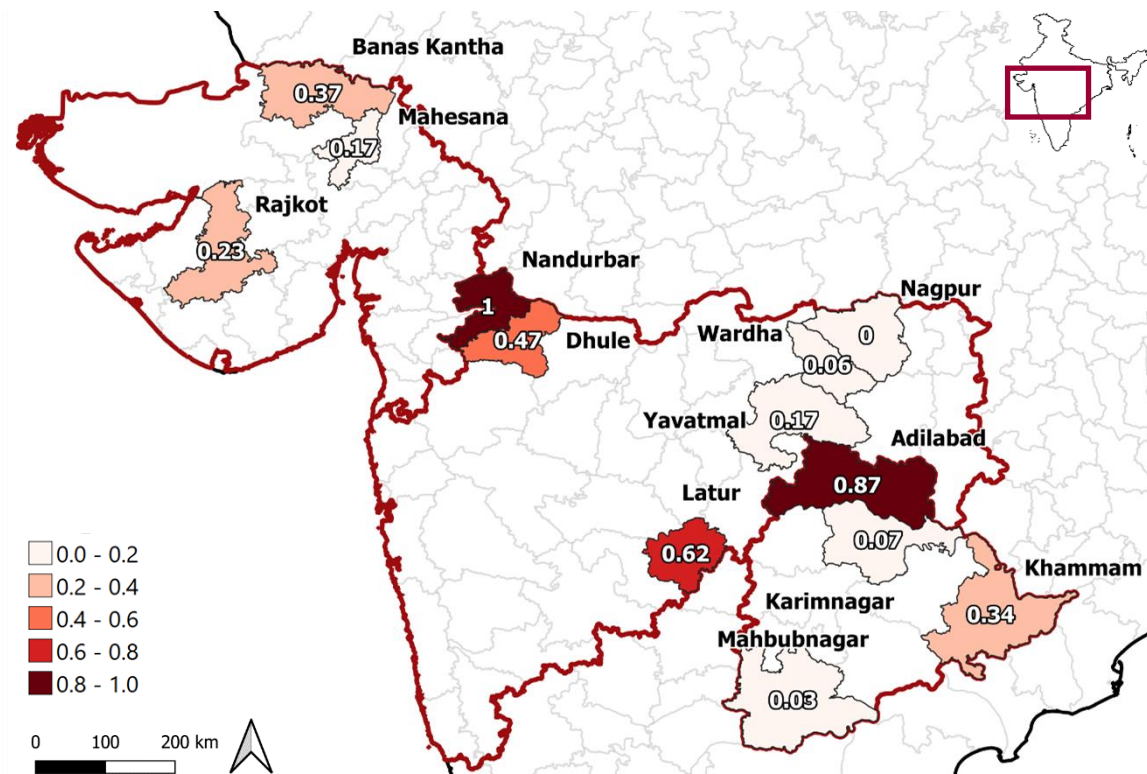 Banas Kantha
0.37
Mahesana
0.17
Rajkot
0.23
Nandurbar
1
Dhule
0.47
Nagpur
0
Wardha
0.06
Yavatmal
0.17
Adilabad
0.87
Latur
0.62
0.07
Karimnagar
Khammam
0.34
Mahbubnagar
0.03
0.0 - 0.2
0.2 - 0.4
0.4 - 0.6
0.6 - 0.8
0.8 - 1.0
0 100 200 km